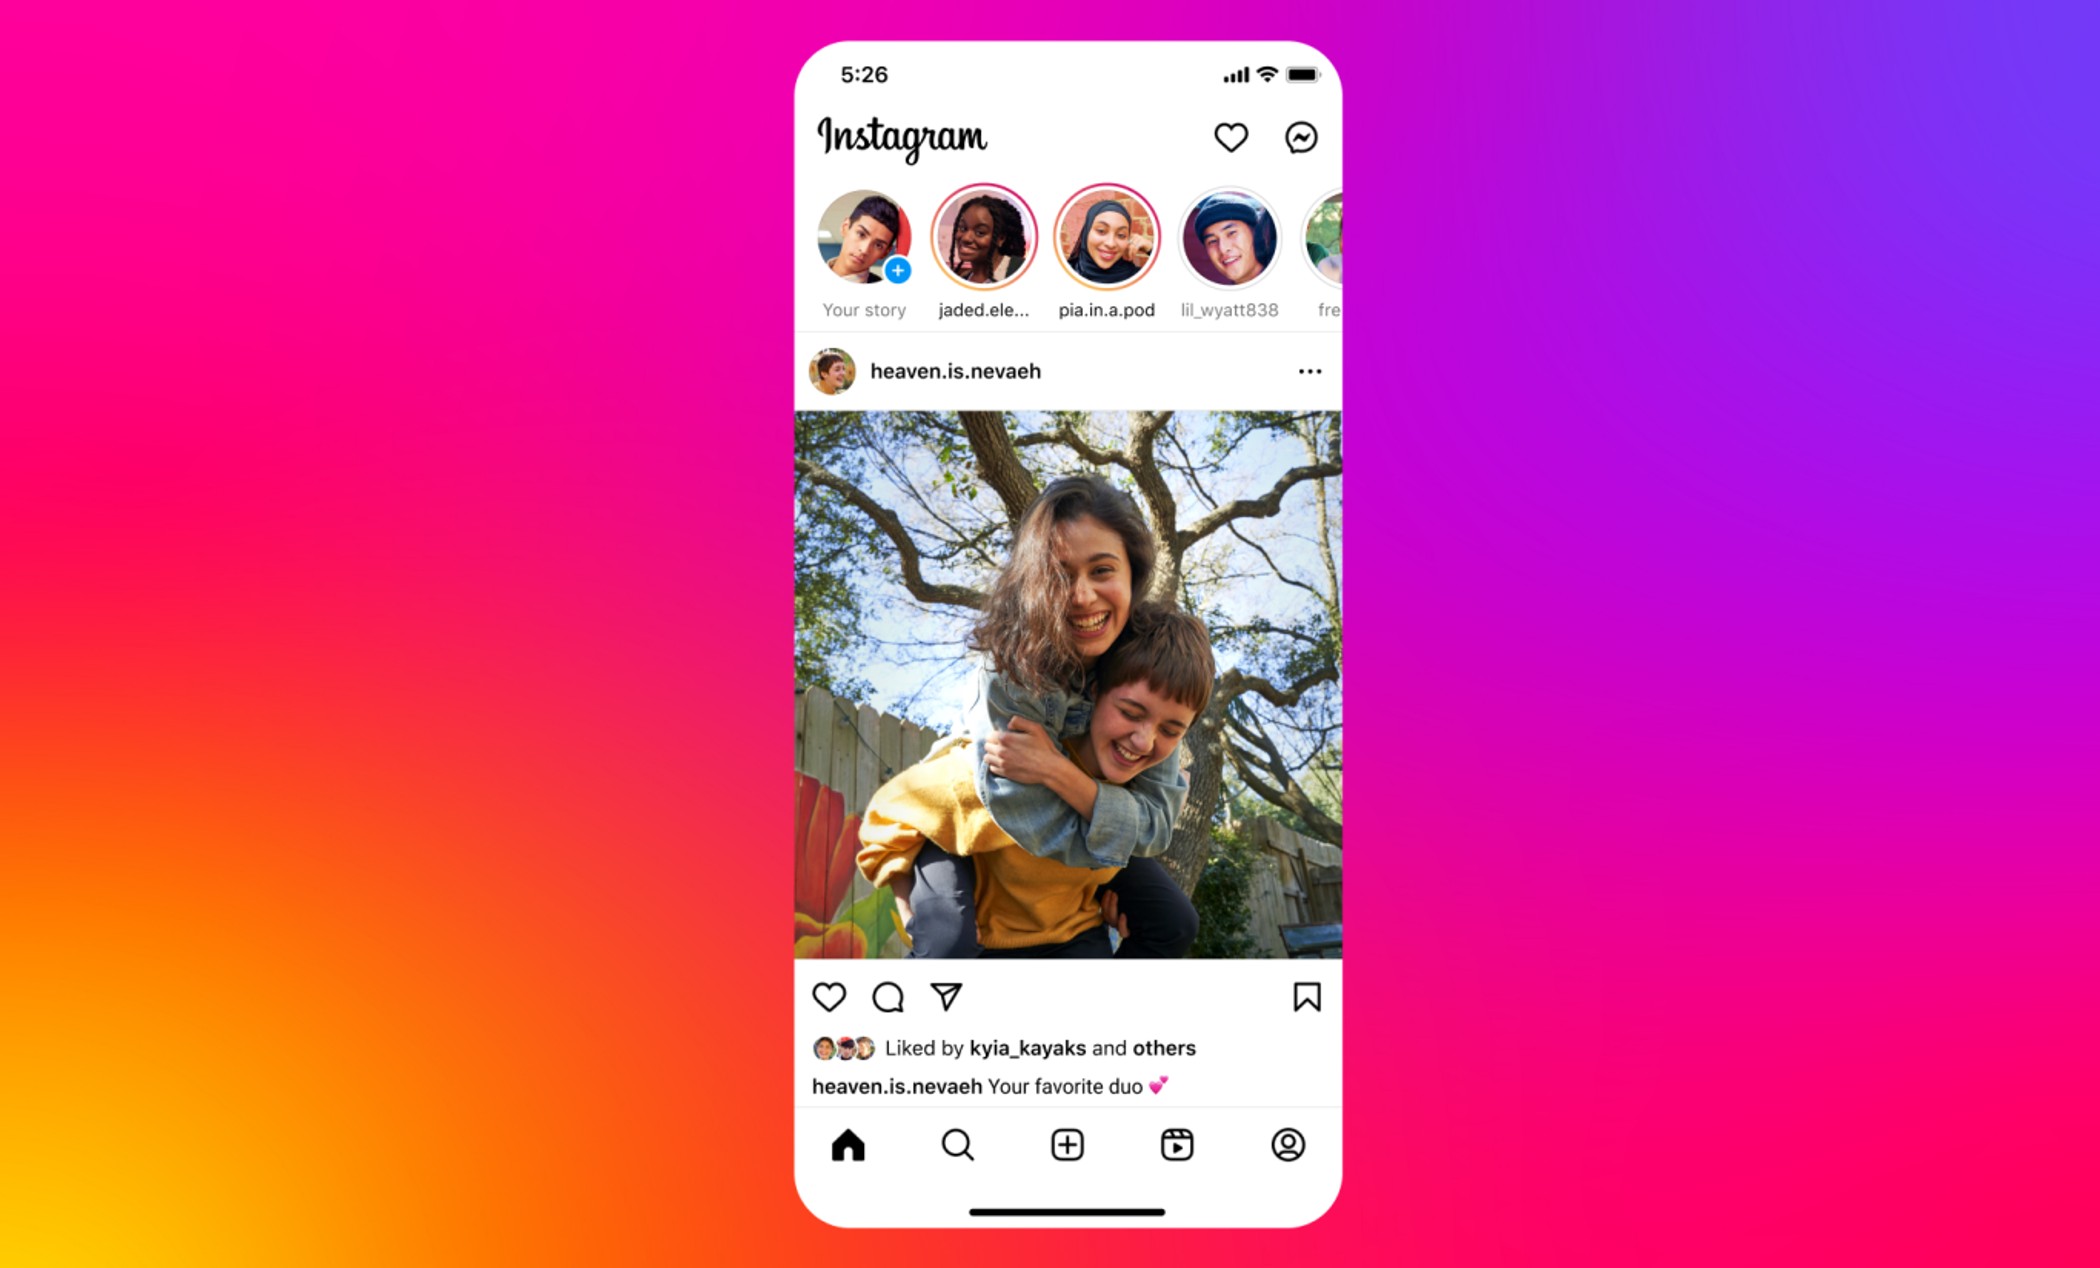 5:26
Instagram
Your story jaded.ele... pia.in.a.pod lil_wyatt838 fre
heaven.is.nevaeh
Liked by kyia_kayaks and others
heaven.is.nevaeh Your favorite duo 💕